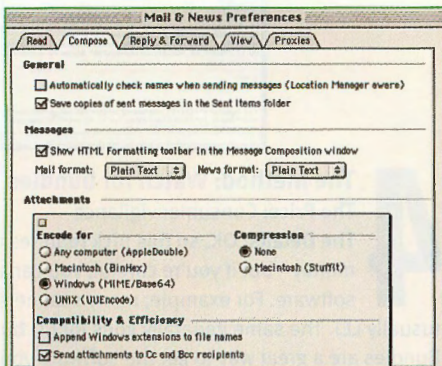 Mail & News Preferences
Read Compose Reply & Forward View Proxies
General
Automatically check names when sending messages (Location Manager aware)
Save copies of sent messages in the Sent Items folder
Messages
Show HTML Formatting toolbar in the Message Composition window
Mail format: Plain Text News format: Plain Text
Attachments
Encode for Compression
Any computer (AppleDouble) None
Macintosh (BinHex) Macintosh (StuffIt)
Windows (MIME/Base64)
UNIX (UUEncode)
Compatibility & Efficiency
Append Windows extensions to file names
Send attachments to Cc and Bcc recipients